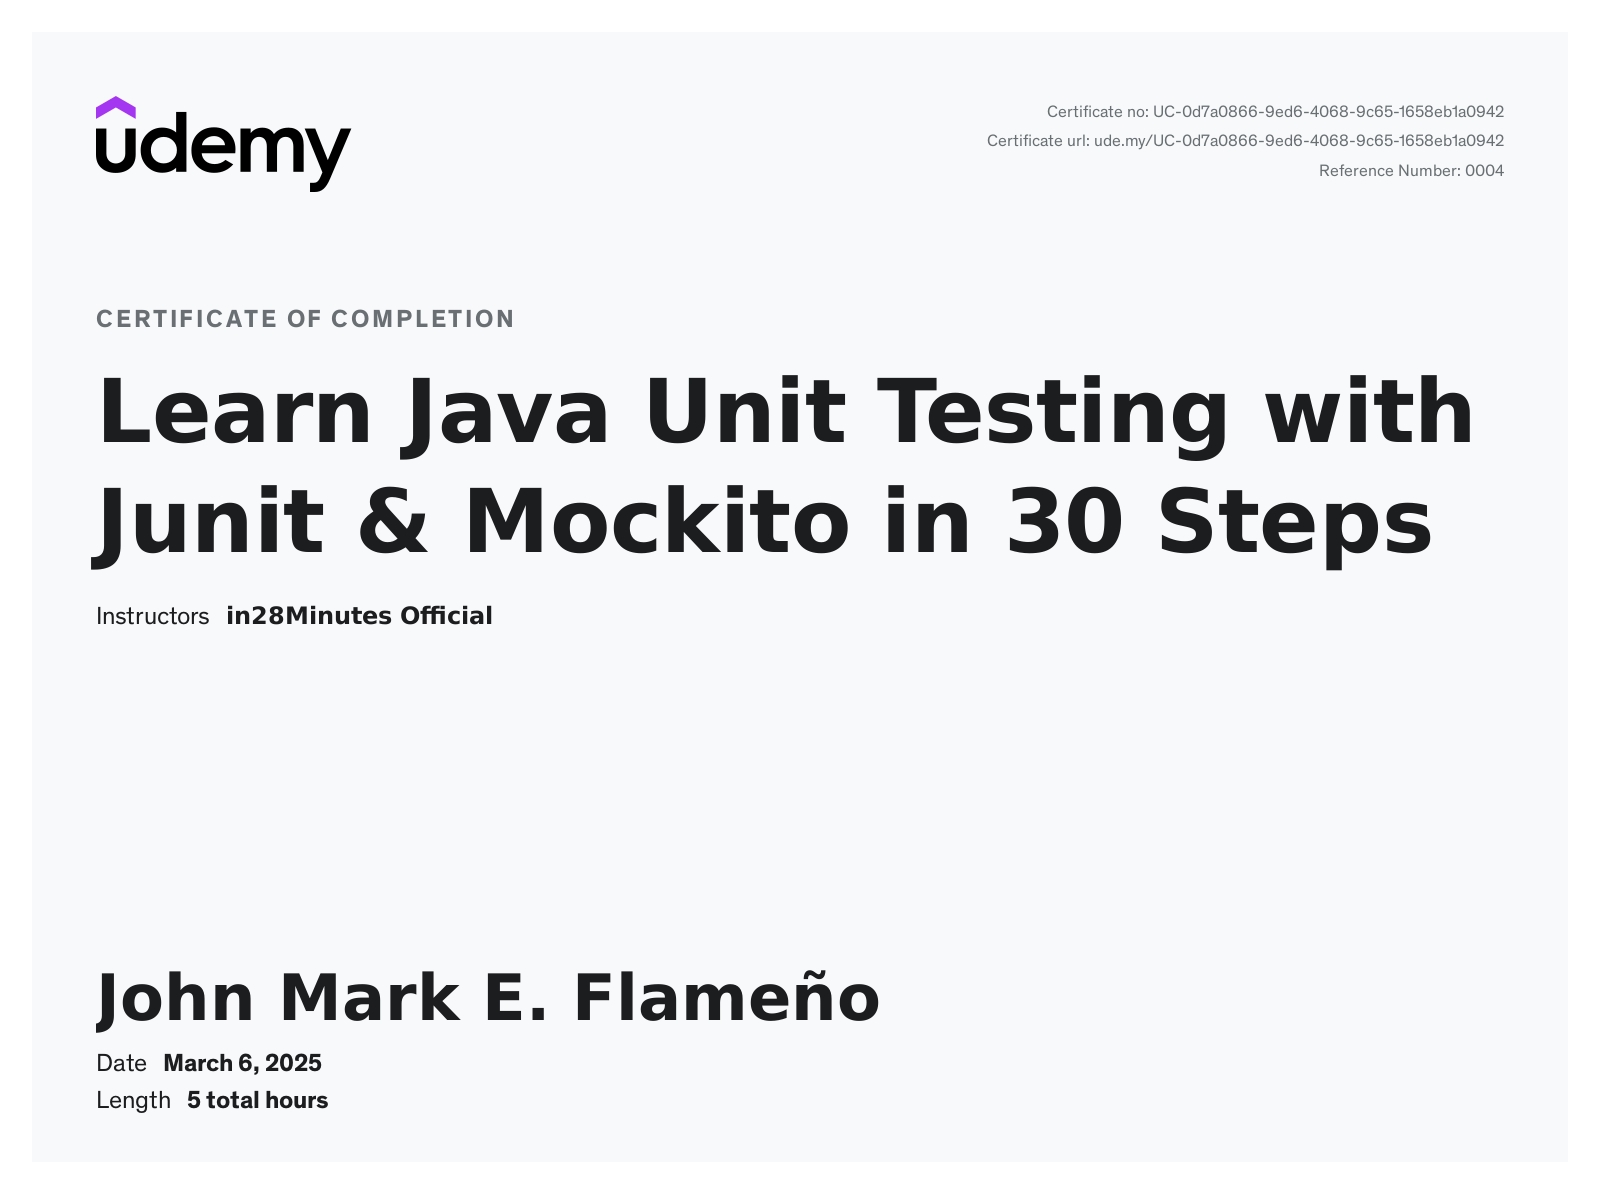 udemy
Certificate no: UC-0d7a0866-9ed6-4068-9c65-1658eb1a0942
Certificate url: ude.my/UC-0d7a0866-9ed6-4068-9c65-1658eb1a0942
Reference Number: 0004
CERTIFICATE OF COMPLETION
Learn Java Unit Testing with
Junit & Mockito in 30 Steps
Instructors in28Minutes Official
John Mark E. Flameño
Date March 6, 2025
Length 5 total hours